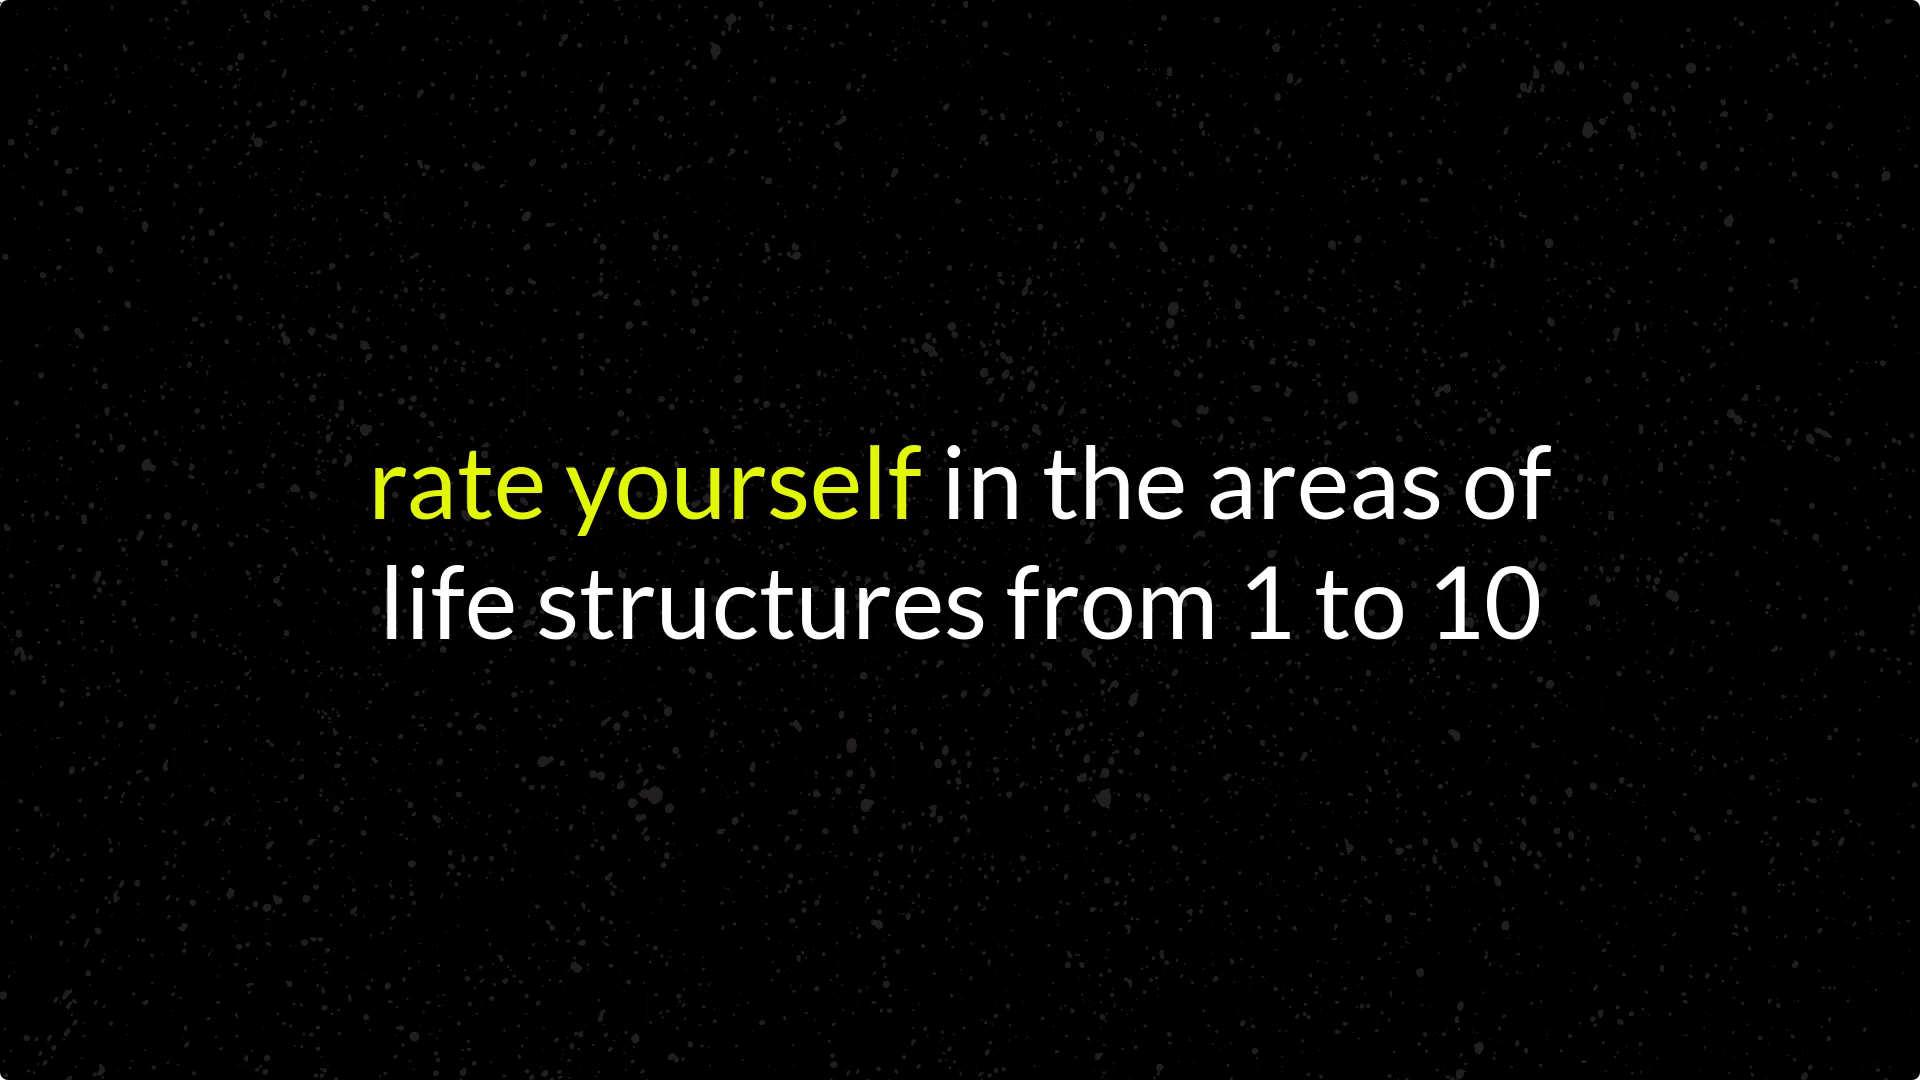 rate yourself in the areas of
life structures from 1 to 10